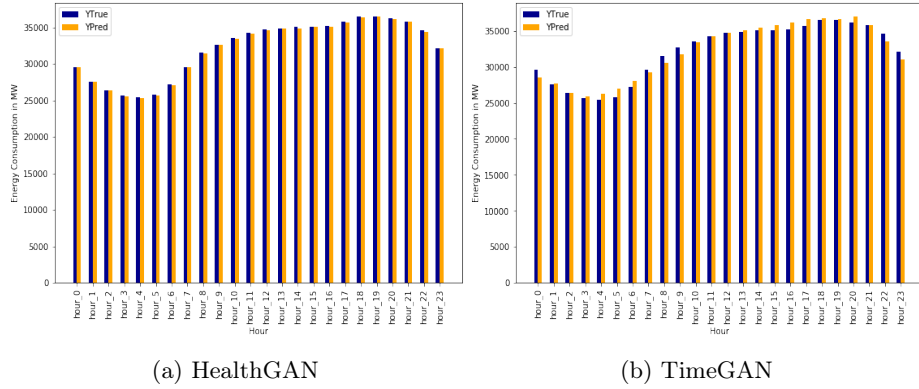 YTrue
YPred
Energy Consumption in MW
35000
30000
25000
20000
15000
10000
5000
0
hour_0
hour_1
hour_2
hour_3
hour_4
hour_5
hour_6
hour_7
hour_8
hour_9
hour_10
hour_11
hour_12
hour_13
hour_14
hour_15
hour_16
hour_17
hour_18
hour_19
hour_20
hour_21
hour_22
hour_23
Hour
(a) HealthGAN
YTrue
YPred
Energy Consumption in MW
35000
30000
25000
20000
15000
10000
5000
0
hour_0
hour_1
hour_2
hour_3
hour_4
hour_5
hour_6
hour_7
hour_8
hour_9
hour_10
hour_11
hour_12
hour_13
hour_14
hour_15
hour_16
hour_17
hour_18
hour_19
hour_20
hour_21
hour_22
hour_23
Hour
(b) TimeGAN